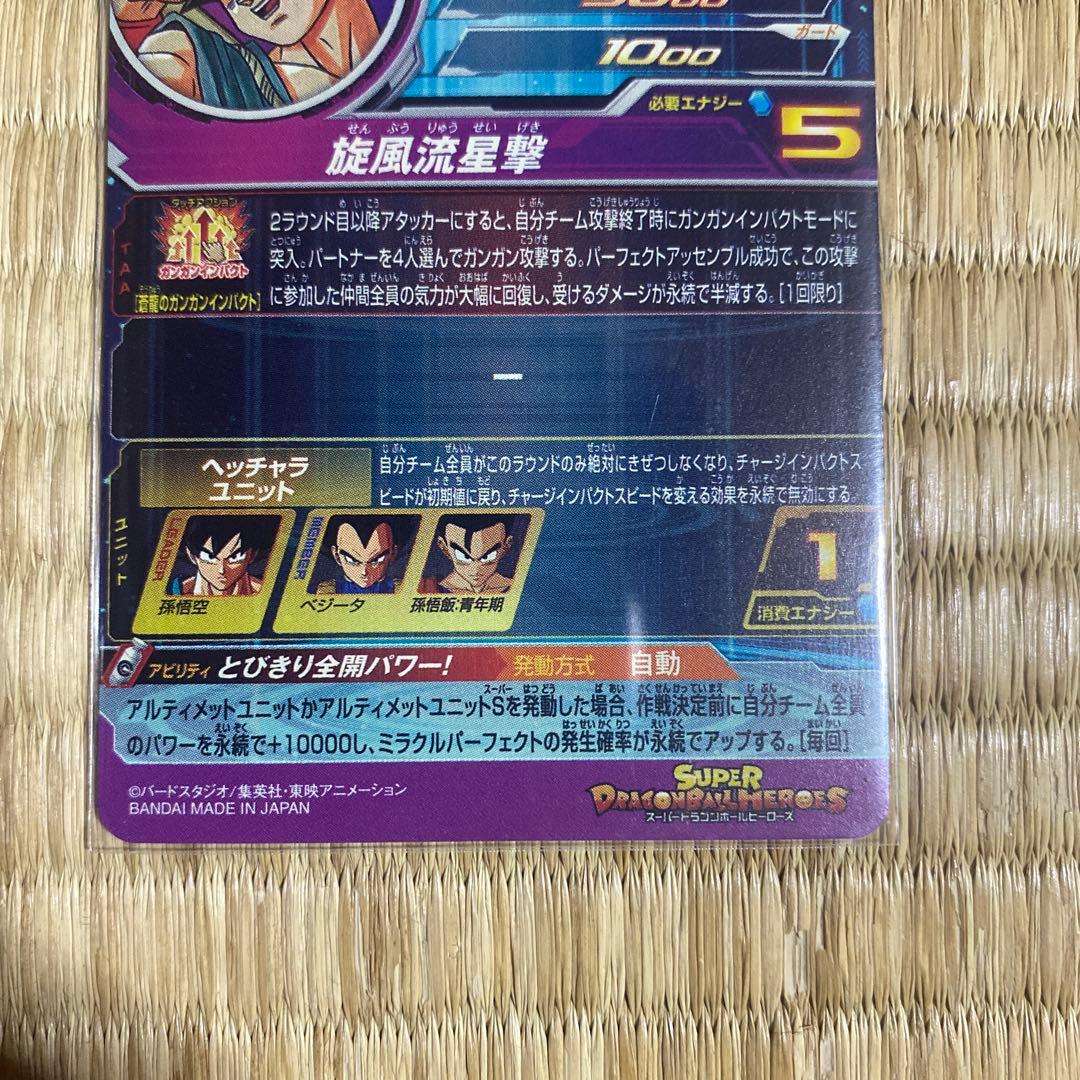 ガード
1000
必要エナジー
5
せんぷうりゅうせいげき
旋風流星撃
タッチアクション
ガンガンインパクト
TAA
[蒼龍のガンガンインパクト]
2ラウンド目以降アタッカーにすると、自分チーム攻撃終了時にガンガンインパクトモードに
突入。パートナーを4人選んでガンガン攻撃する。パーフェクトアッセンブル成功で、この攻撃
に参加した仲間全員の気力が大幅に回復し、受けるダメージが永続で半減する。[1回限り]
ー
ユニット
ヘッチャラ
ユニット
自分チーム全員がこのラウンドのみ絶対にきぜつしなくなり、チャージインパクトス
ピードが初期値に戻り、チャージインパクトスピードを変える効果を永続で無効にする。
LEADER
孫悟空
MEMBER
ベジータ
孫悟飯:青年期
1
消費エナジー
アビリティ とびきり全開パワー! 発動方式 自動
アルティメットユニットかアルティメットユニットSを発動した場合、作戦決定前に自分チーム全員
のパワーを永続で+10000し、ミラクルパーフェクトの発生確率が永続でアップする。[毎回]
©バードスタジオ/集英社・東映アニメーション
BANDAI MADE IN JAPAN
SUPER
DRAGONBALL HEROES
スーパードラゴンボールヒーローズ